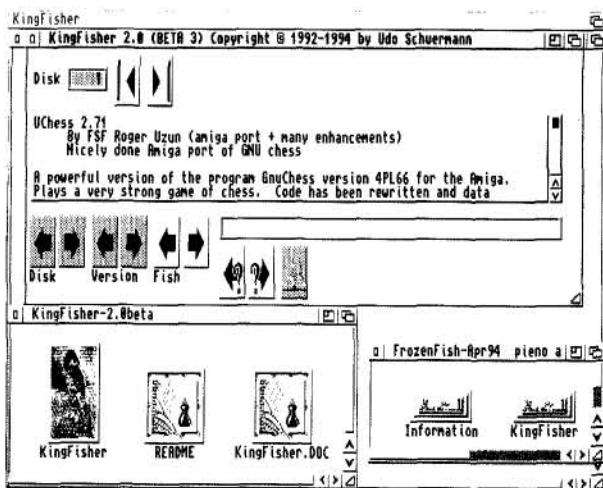 KingFisher
KingFisher 2.0 (BETA 3) Copyright © 1992-1994 by Udo Schuermann
Disk
UChess 2.71
By FSF Roger Uzun (amiga port + many enhancements)
Nicely done Amiga port of GNU chess
A powerful version of the program GnuChess version 4PL66 for the Amiga.
Plays a very strong game of chess. Code has been rewritten and data
Disk Version Fish
KingFisher-2.0beta
KingFisher README KingFisher.DOC
FrozenFish-Apr94 pieno a
Information KingFisher